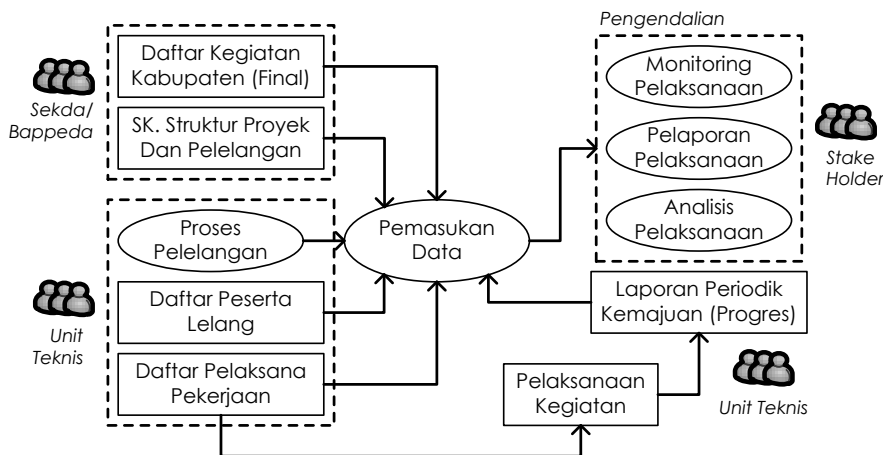 Pengendalian
Daftar Kegiatan
Kabupaten (Final)
Sekda/
Bappeda
SK. Struktur Proyek
Dan Pelelangan
Monitoring
Pelaksanaan
Pelaporan
Pelaksanaan
Stake
Holder
Analisis
Pelaksanaan
Proses
Pelelangan
Pemasukan
Data
Daftar Peserta
Lelang
Unit
Teknis
Daftar Pelaksana
Pekerjaan
Laporan Periodik
Kemajuan (Progres)
Pelaksanaan
Kegiatan
Unit Teknis